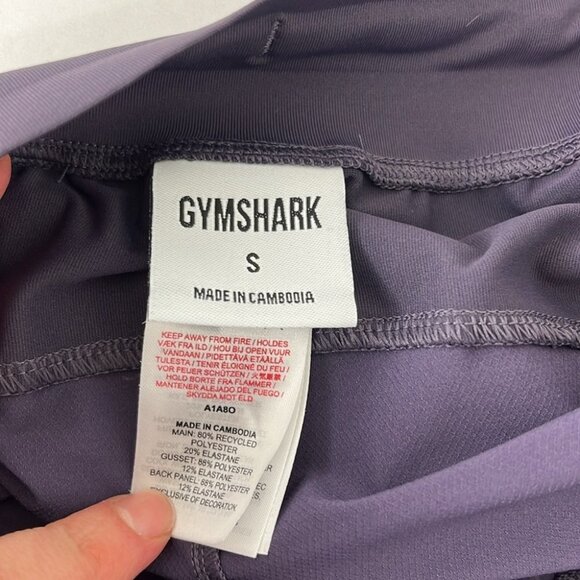 GYMSHARK
S
MADE IN CAMBODIA
KEEP AWAY FROM FIRE / HOLDES
VÆK FRA ILD / HOU BIJ OPEN VUUR
VANDAAN / PIDETTÄVÄ ETÄÄLLÄ
TULESTA / TENIR ÉLOIGNÉ DU FEU /
VOR FEUER SCHÜTZEN / 火気厳禁
HOLD BORTE FRA FLAMMER /
MANTENER ALEJADO DEL FUEGO /
SKYDDA MOT ELD
A1A8O
MADE IN CAMBODIA
MAIN: 80% RECYCLED
POLYESTER
20% ELASTANE
GUSSET: 88% POLYESTER
12% ELASTANE
BACK PANEL: 88% POLYESTER
12% ELASTANE
EXCLUSIVE OF DECORATION